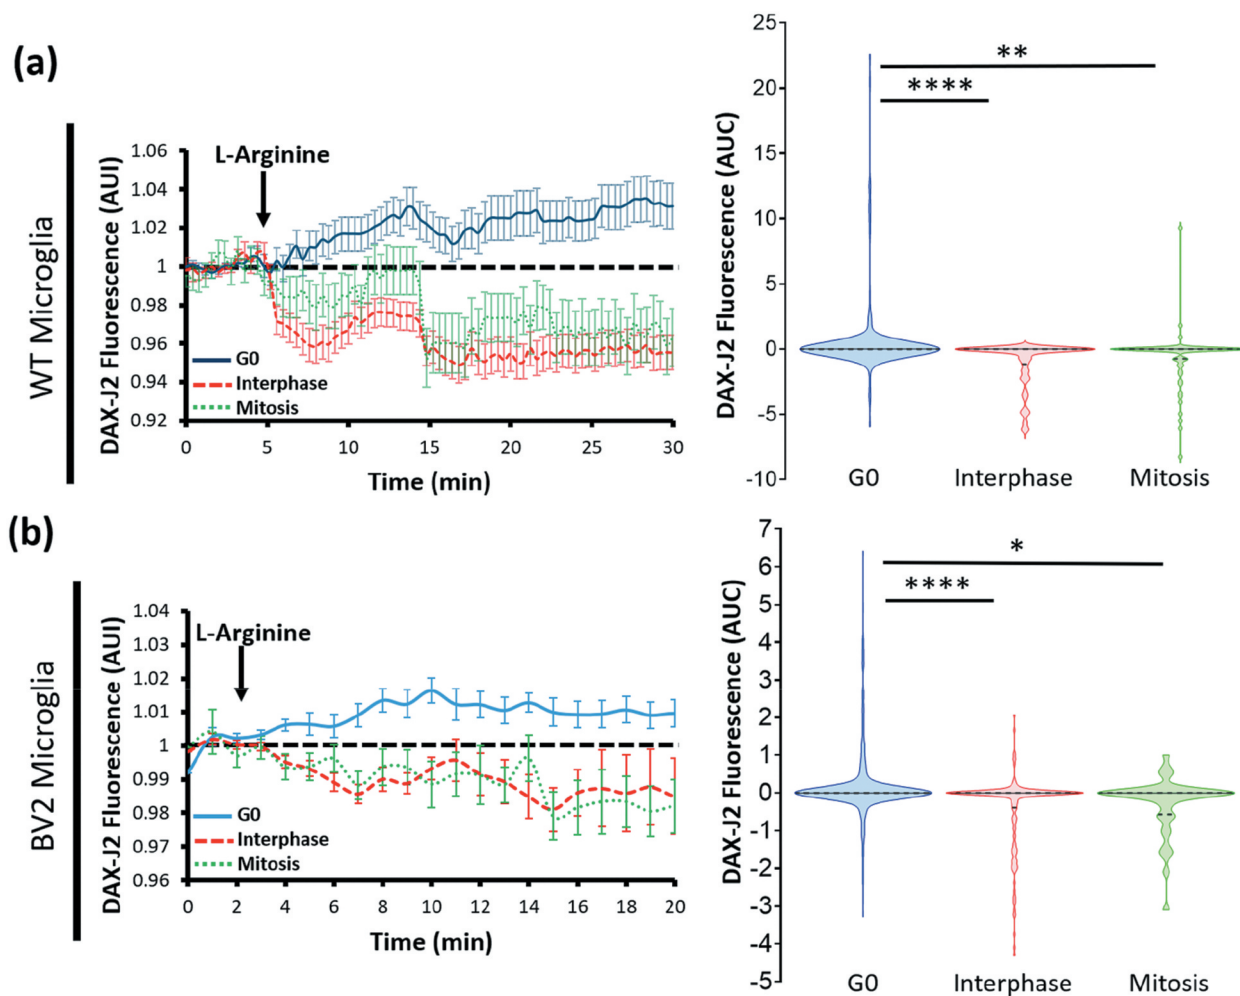 (a)
WT Microglia
DAX-J2 Fluorescence (AUI)
1.06
1.04
1.02
1
0.98
0.96
0.94
0.92
L-Arginine
G0
Interphase
Mitosis
0 5 10 15 20 25 30
Time (min)
DAX-J2 Fluorescence (AUC)
25
20
15
10
5
0
-5
-10
**
****
G0 Interphase Mitosis
(b)
BV2 Microglia
DAX-J2 Fluorescence (AUI)
1.04
1.03
1.02
1.01
1
0.99
0.98
0.97
0.96
L-Arginine
G0
Interphase
Mitosis
0 2 4 6 8 10 12 14 16 18 20
Time (min)
DAX-J2 Fluorescence (AUC)
7
6
5
4
3
2
1
0
-1
-2
-3
-4
-5
*
****
G0 Interphase Mitosis